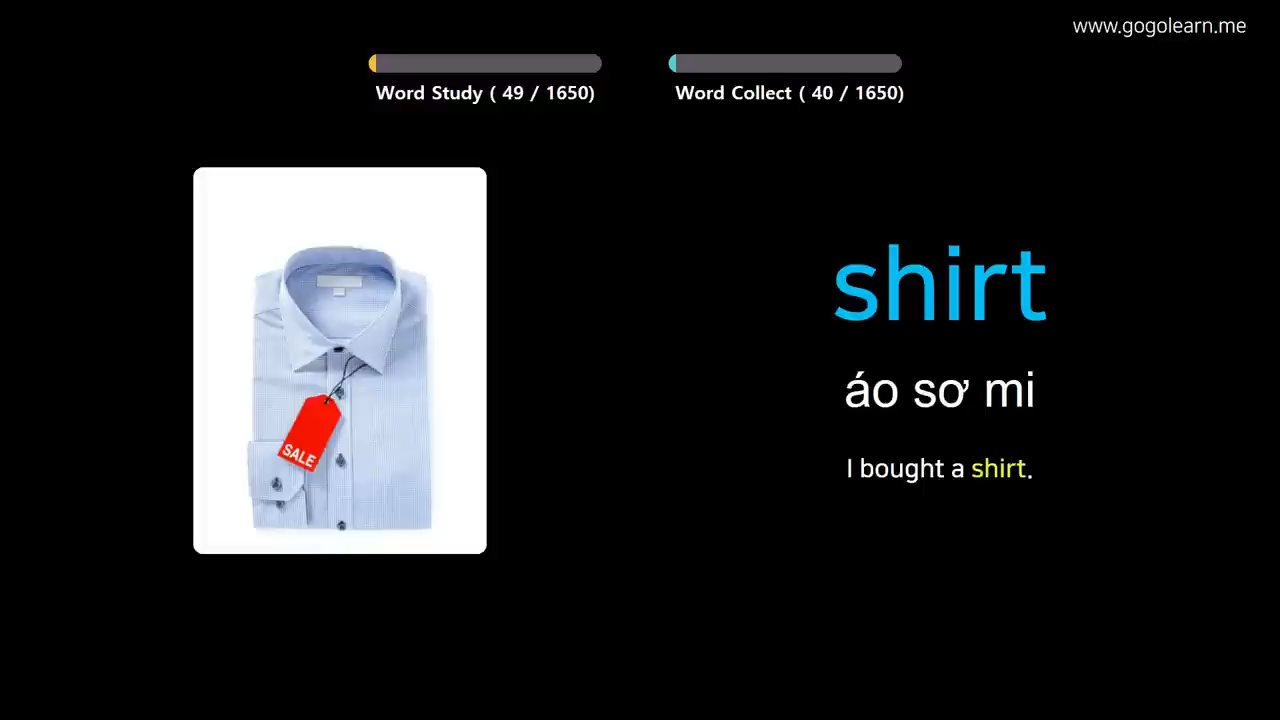 www.gogolearn.me
Word Study ( 49 / 1650)
Word Collect ( 40 / 1650)
SALE
shirt
áo sơ mi
I bought a shirt.